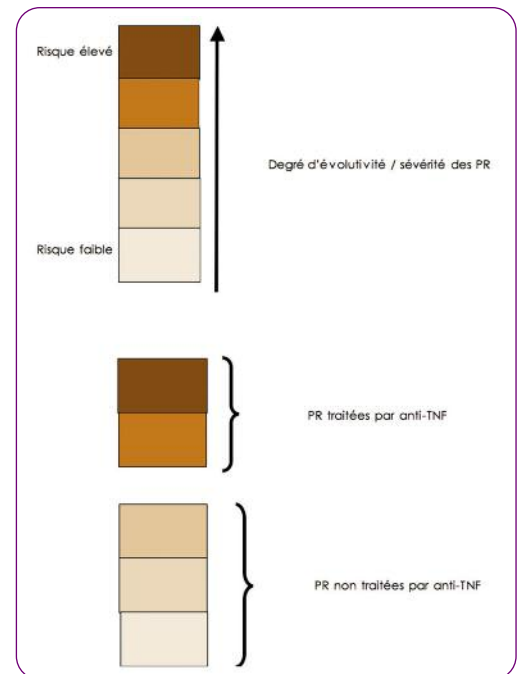 Risque élevé
Degré d'évolutivité / sévérité des PR
Risque faible
PR traitées par anti-TNF
PR non traitées par anti-TNF